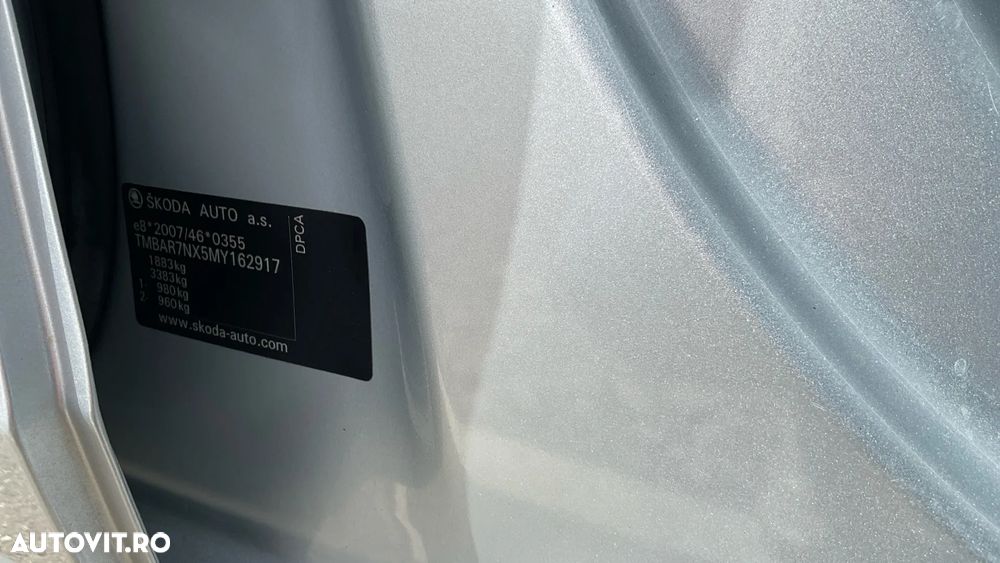 ŠKODA AUTO a.s.
e8*2007/46*0355
TMBAR7NX5MY162917
1883kg
3383kg
1- 980kg
2- 960kg
www.skoda-auto.com
DPCA
AUTOVIT.RO